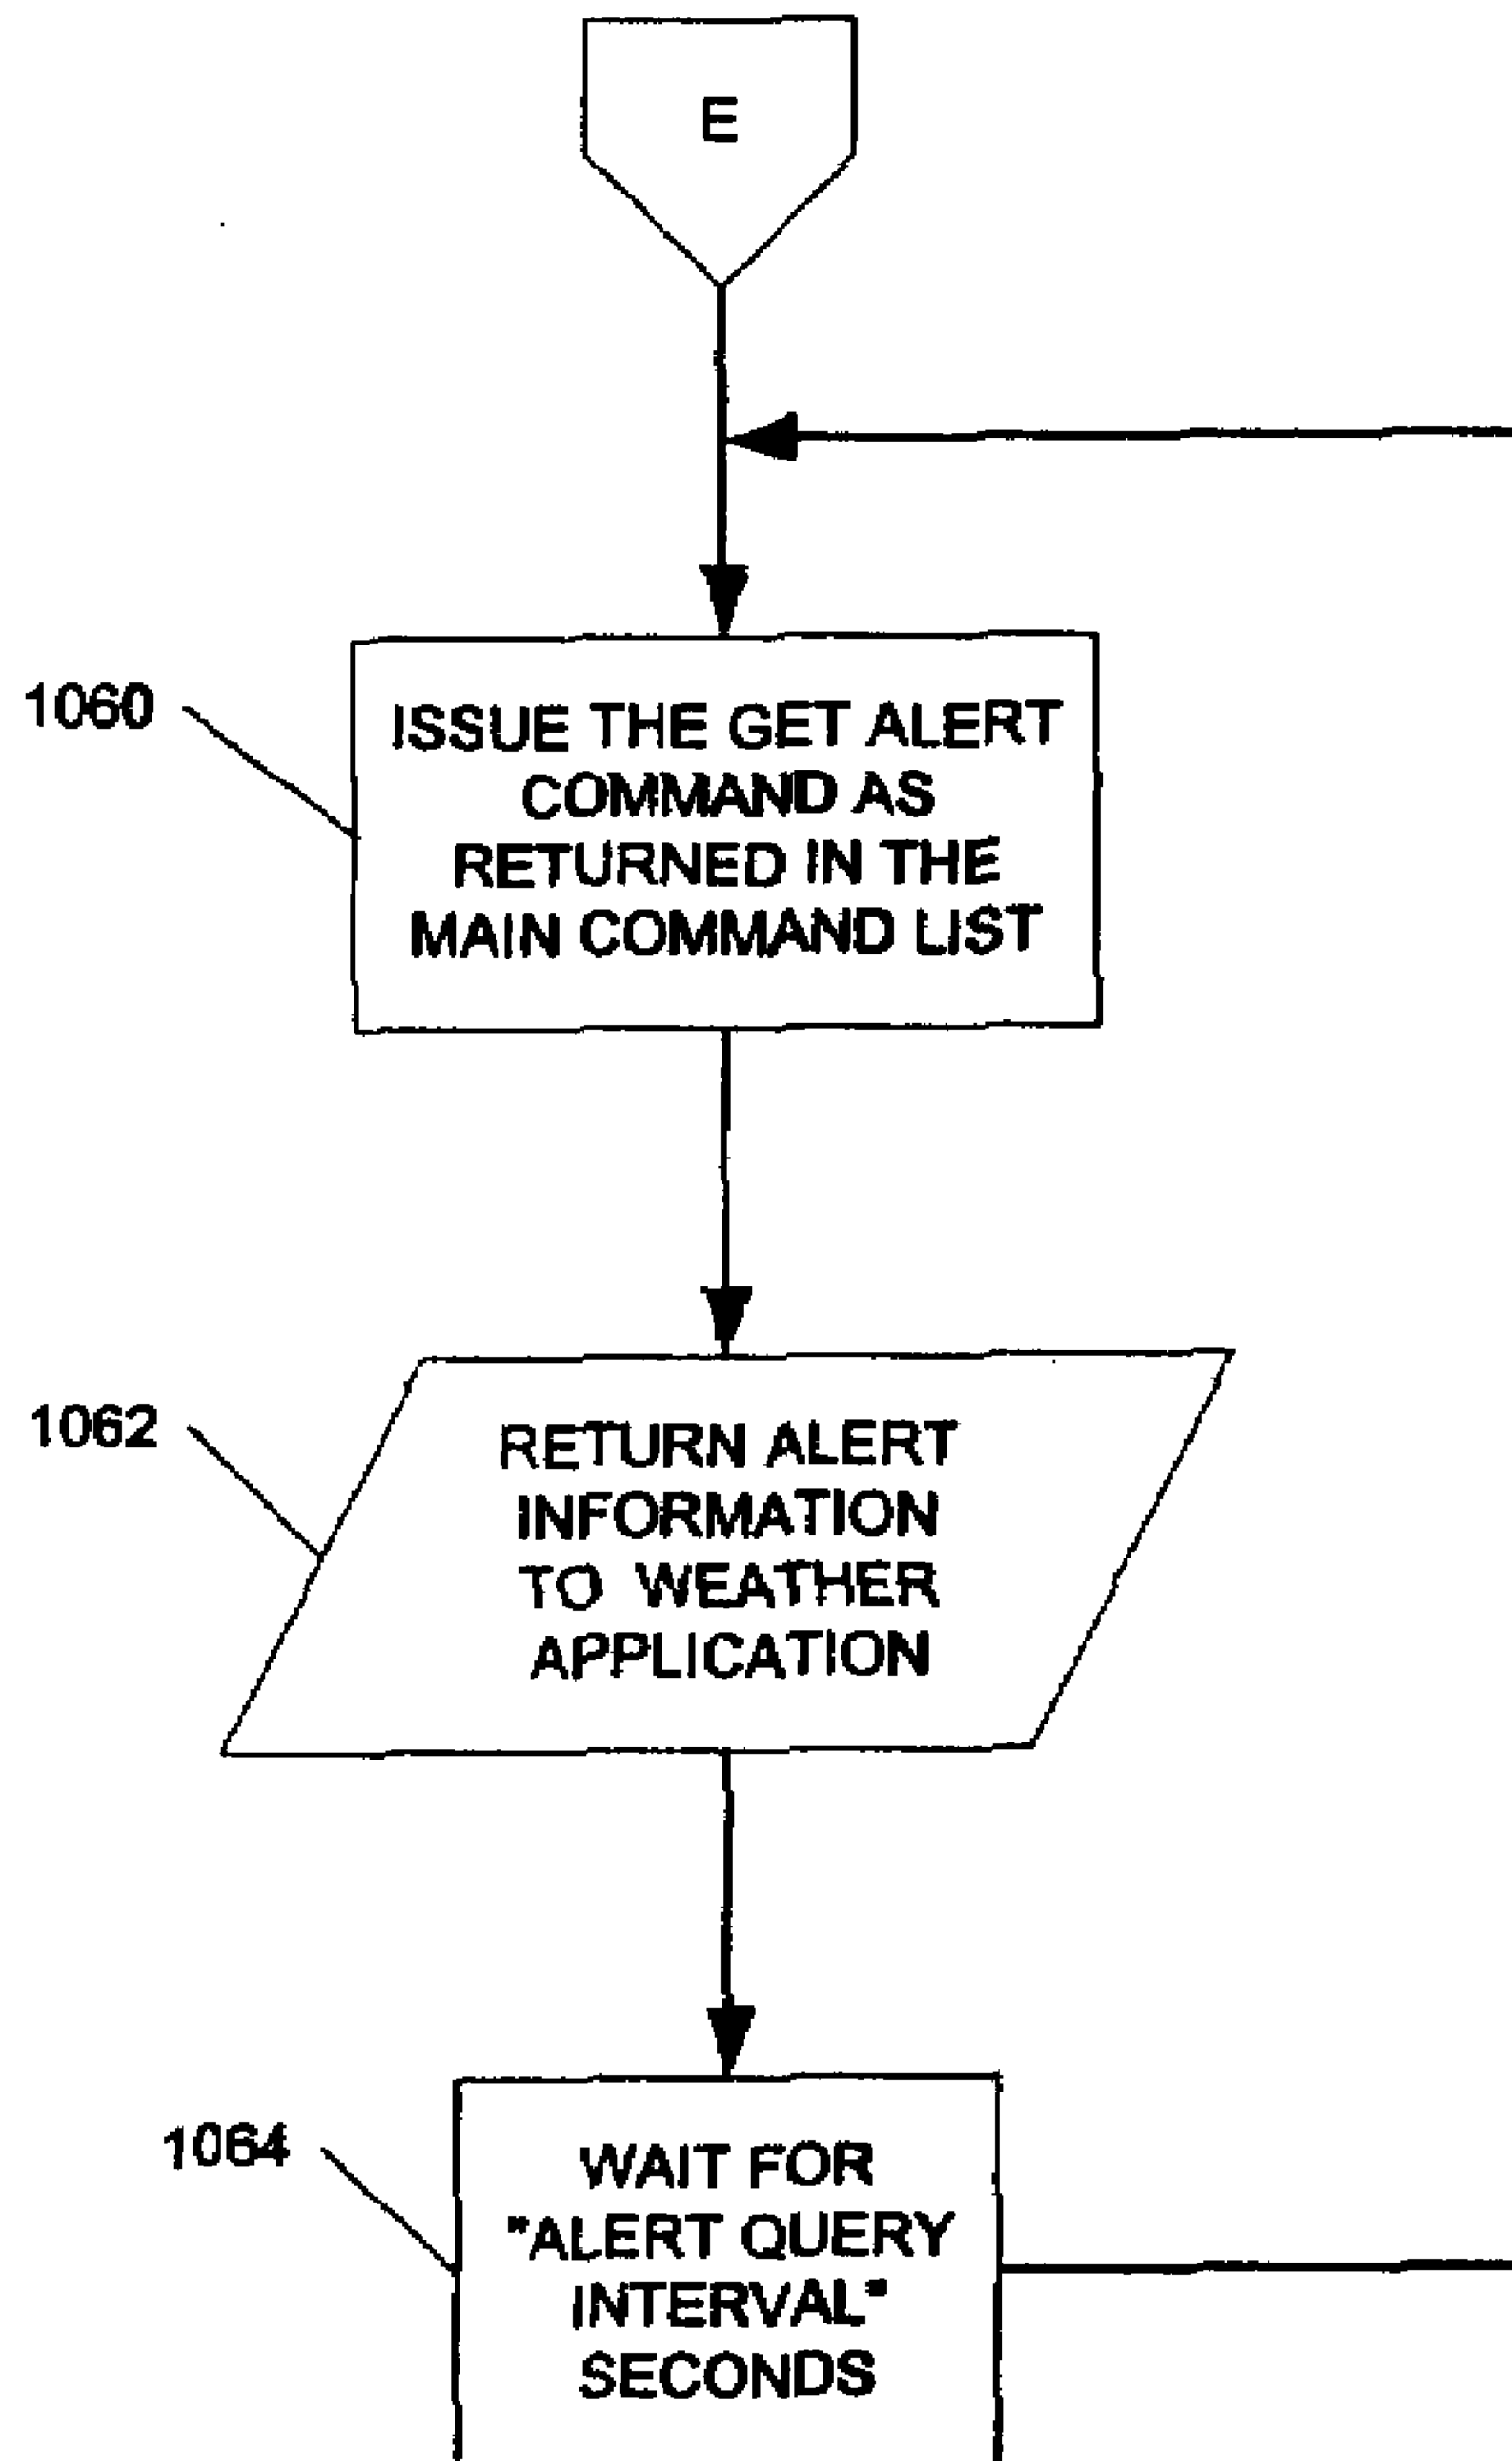 E
1060
ISSUE THE GET ALERT
COMMAND AS
RETURNED IN THE
MAIN COMMAND LIST
1062
RETURN ALERT
INFORMATION
TO WEATHER
APPLICATION
1064
WAIT FOR
"ALERT QUERY
INTERVAL"
SECONDS